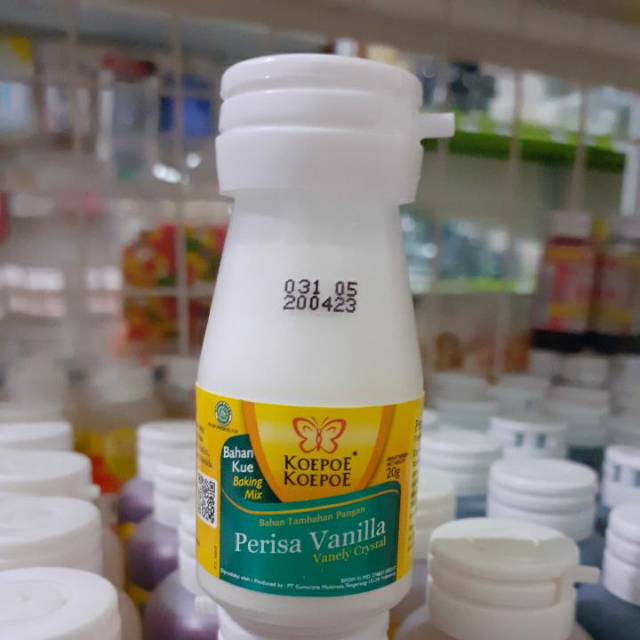 031 05
200423
Bahan
Kue
Baking
Mix
KOEPOE
KOEPOE
20g
Bahan Tambahan Pangan
Perisa Vanilla
Vanely Crystal